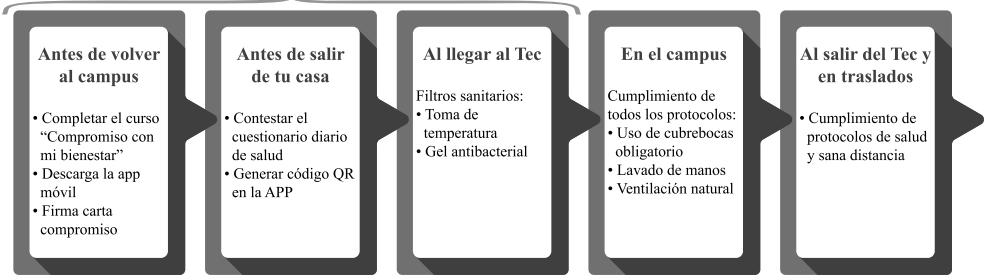 Antes de volver
al campus
• Completar el curso
“Compromiso con
mi bienestar”
• Descarga la app
móvil
• Firma carta
compromiso
Antes de salir
de tu casa
• Contestar el
cuestionario diario
de salud
• Generar código QR
en la APP
Al llegar al Tec
Filtros sanitarios:
• Toma de
temperatura
• Gel antibacterial
En el campus
Cumplimiento de
todos los protocolos:
• Uso de cubrebocas
obligatorio
• Lavado de manos
• Ventilación natural
Al salir del Tec y
en traslados
• Cumplimiento de
protocolos de salud
y sana distancia